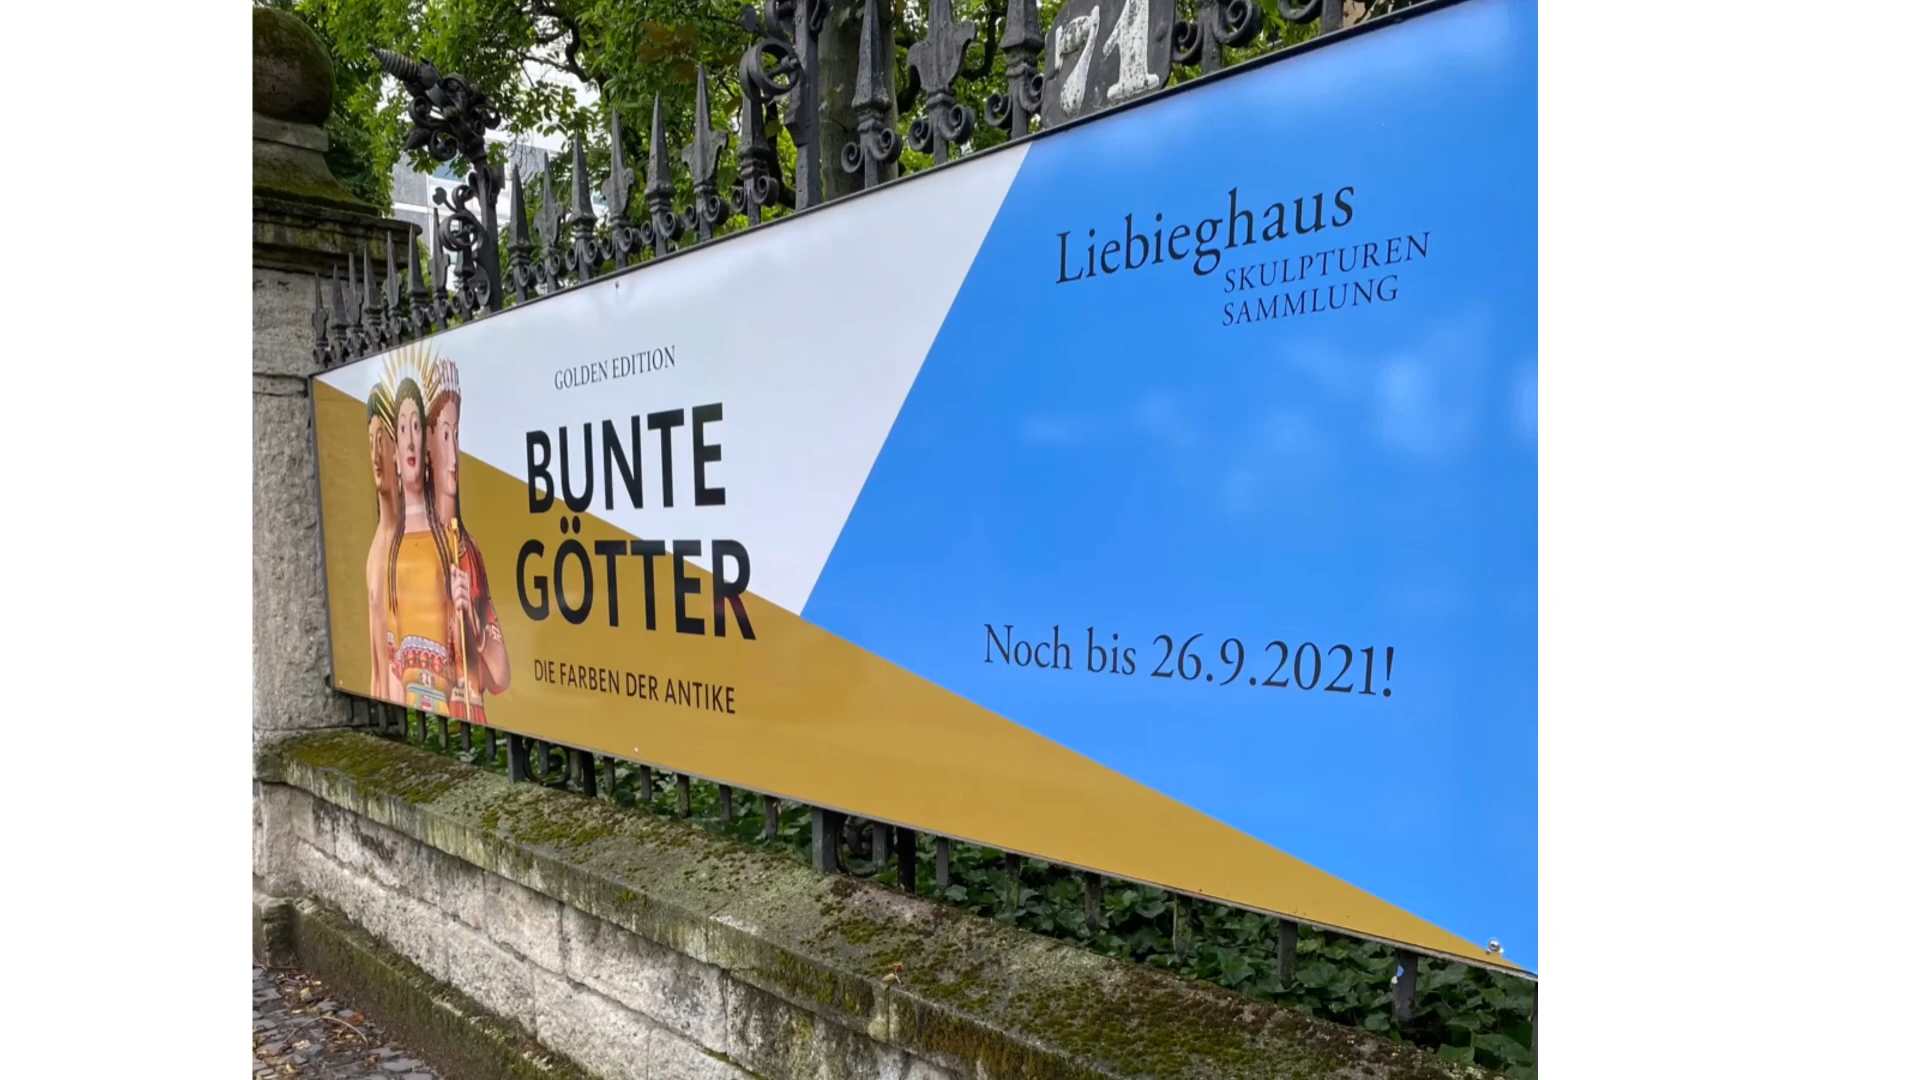 71
Liebieghaus
SKULPTUREN
SAMMLUNG
GOLDEN EDITION
BUNTE
GÖTTER
DIE FARBEN DER ANTIKE
Noch bis 26.9.2021!